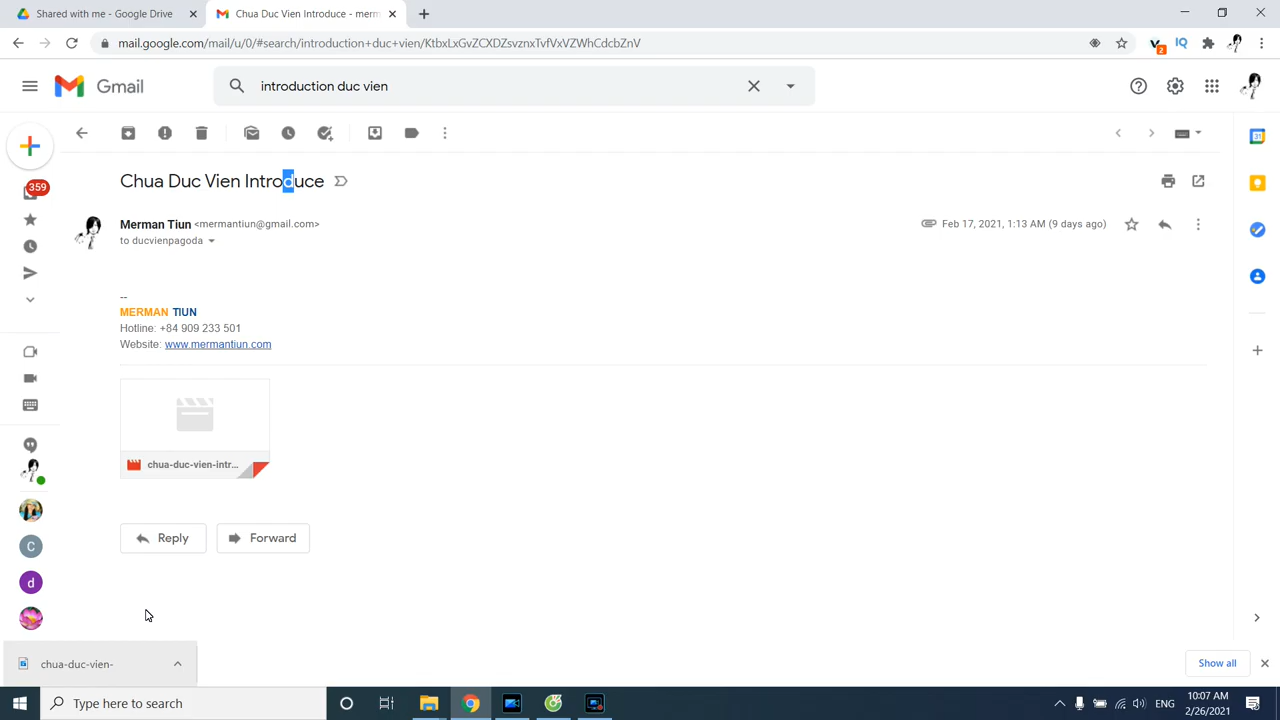 Shared with me - Google Drive
Chua Duc Vien Introduce - merm
mail.google.com/mail/u/0/#search/introduction+duc+vien/KtbxLxGvZCXDZsvznxTvfVxVZWhCdcbZnV
2
IQ
Gmail
introduction duc vien
359
Chua Duc Vien Introduce
Merman Tiun <mermantiun@gmail.com>
Feb 17, 2021, 1:13 AM (9 days ago)
to ducvienpagoda
--
MERMAN TIUN
Hotline: +84 909 233 501
Website: www.mermantiun.com
chua-duc-vien-intr...
Reply
Forward
C
d
chua-duc-vien-
Show all
Type here to search
ENG
10:07 AM
2/26/2021